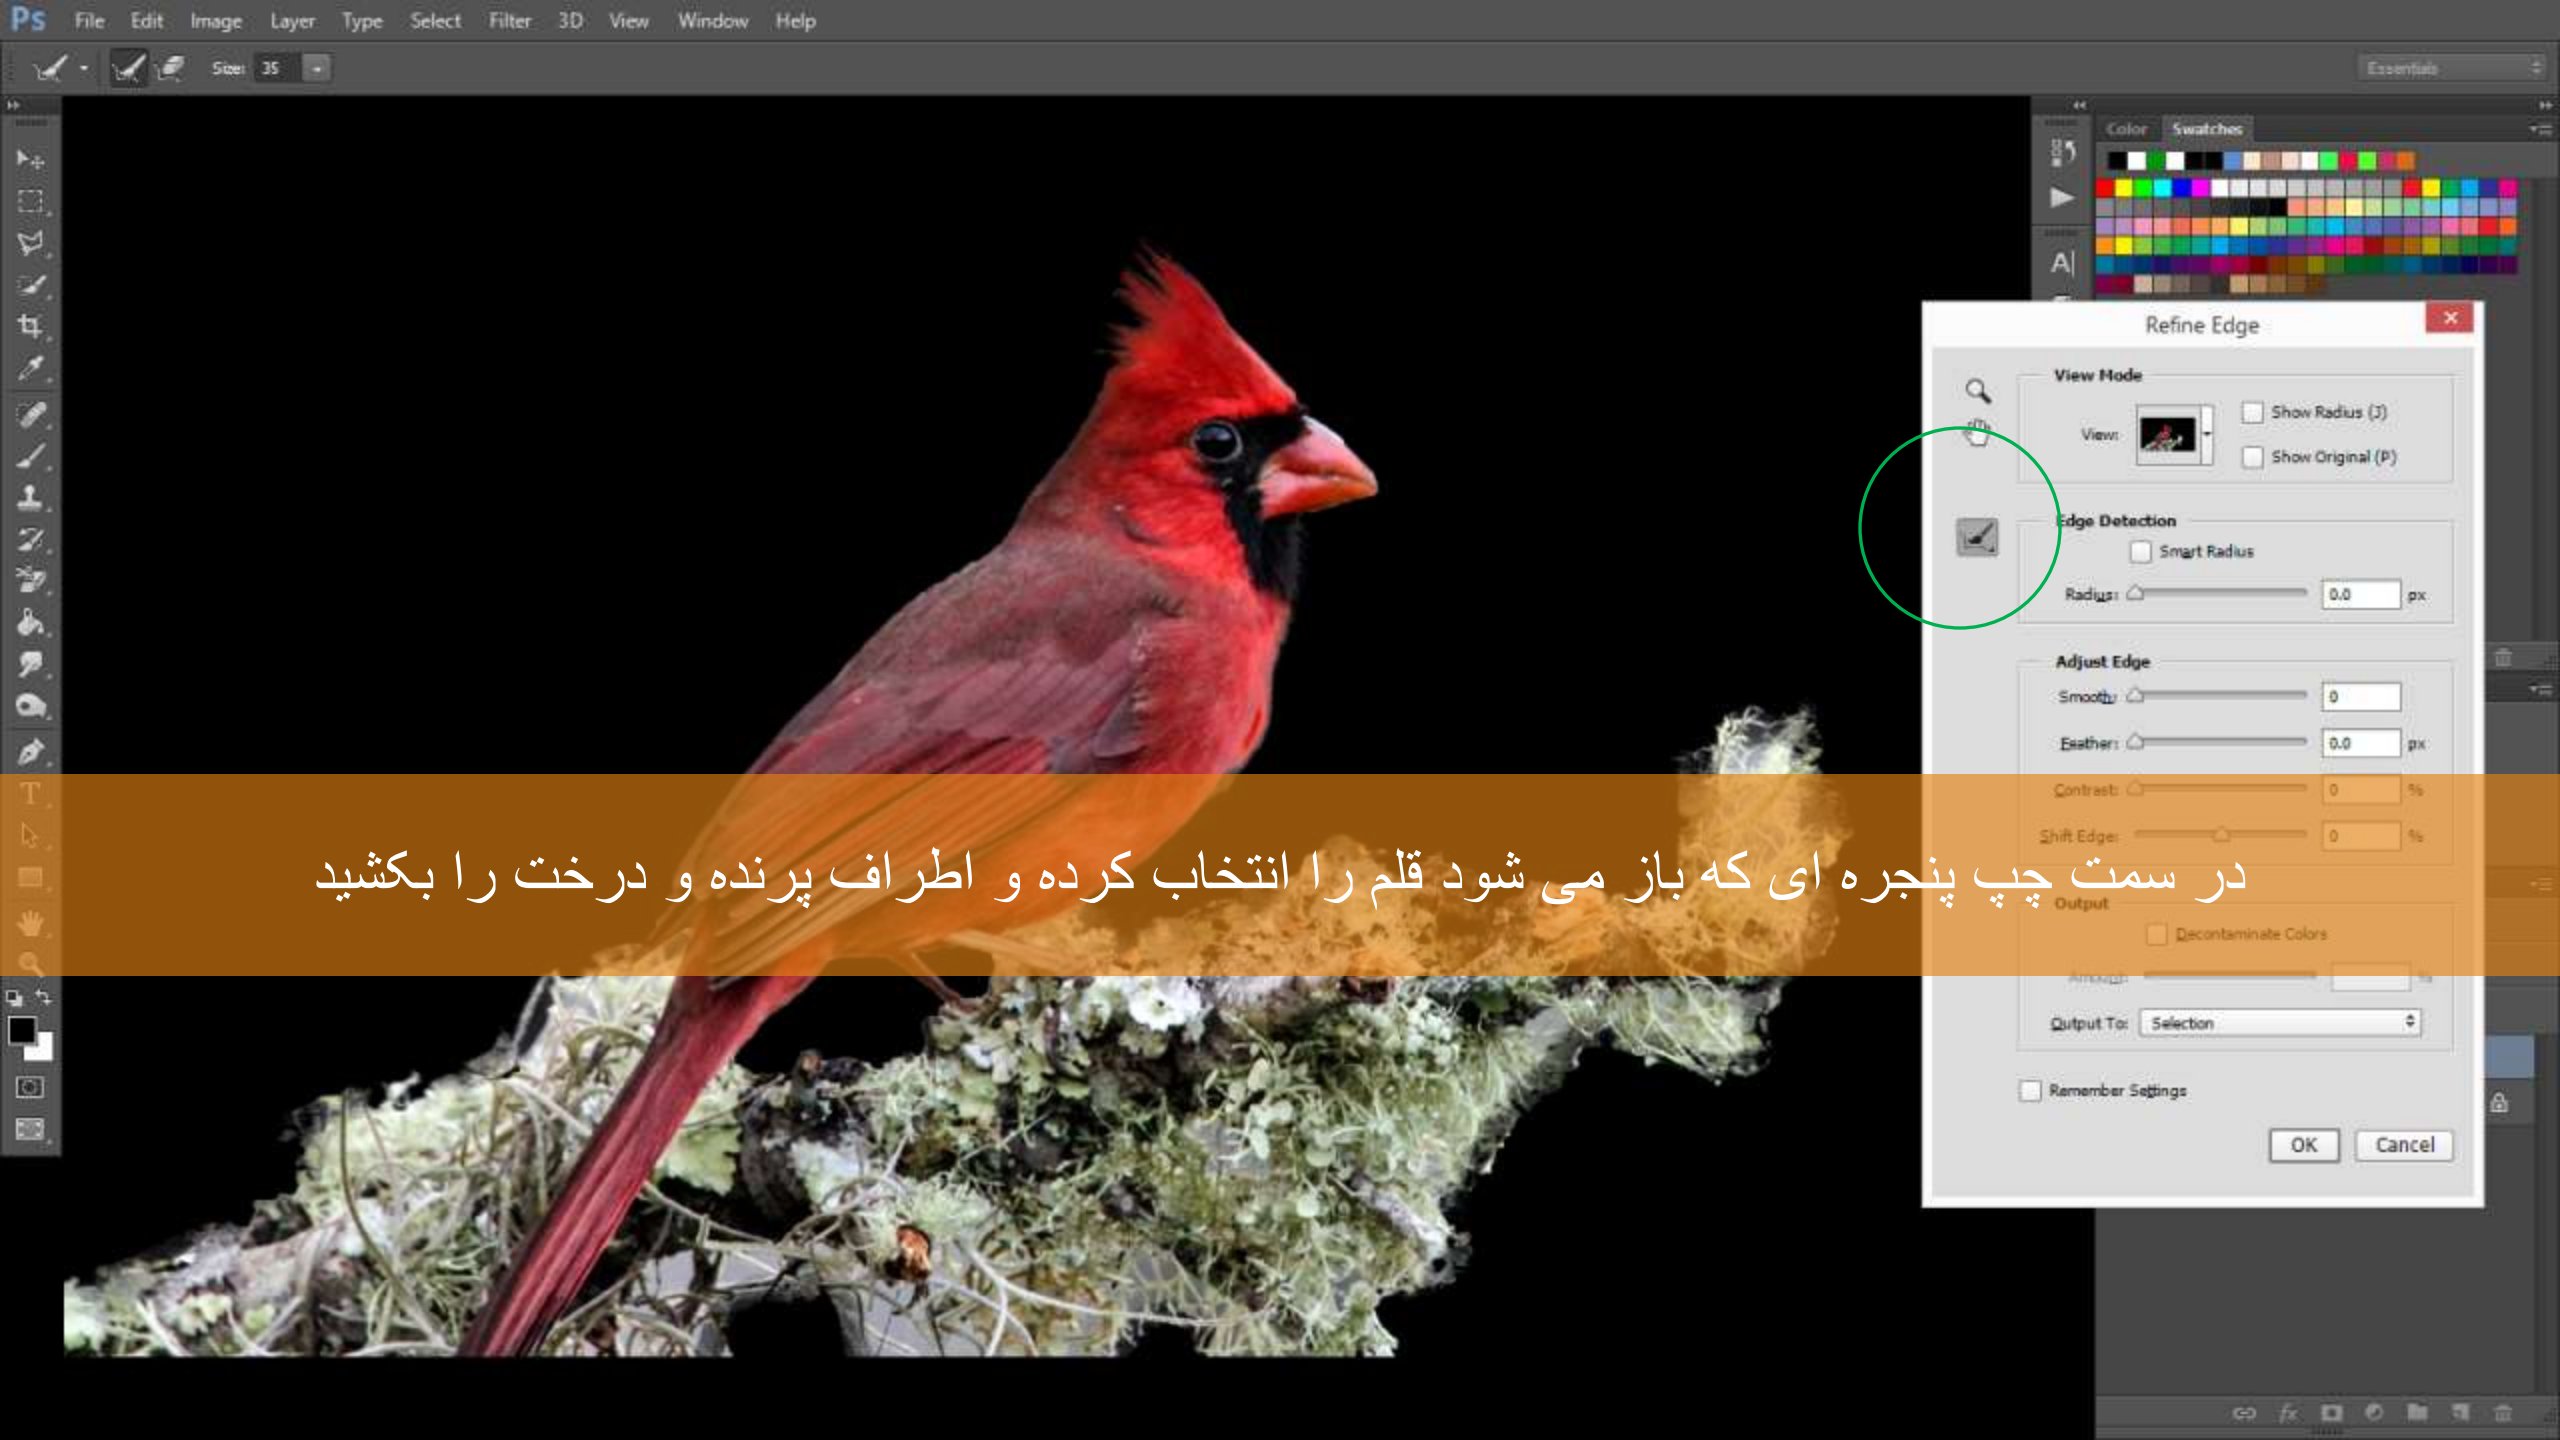 Ps File Edit Image Layer Type Select Filter 3D View Window Help
Size: 35
Essentials
Color Swatches
A|
Refine Edge
View Mode
View:
Show Radius (J)
Show Original (P)
Edge Detection
Smart Radius
Radius: 0.0 px
Adjust Edge
Smooth: 0
Feather: 0.0 px
Contrast: 0 %
Shift Edge: 0 %
در سمت چپ پنجره ای که باز می شود قلم را انتخاب کرده و اطراف پرنده و درخت را بکشید
Output
Decontaminate Colors
Amount: %
Output To: Selection
Remember Settings
OK Cancel
fx